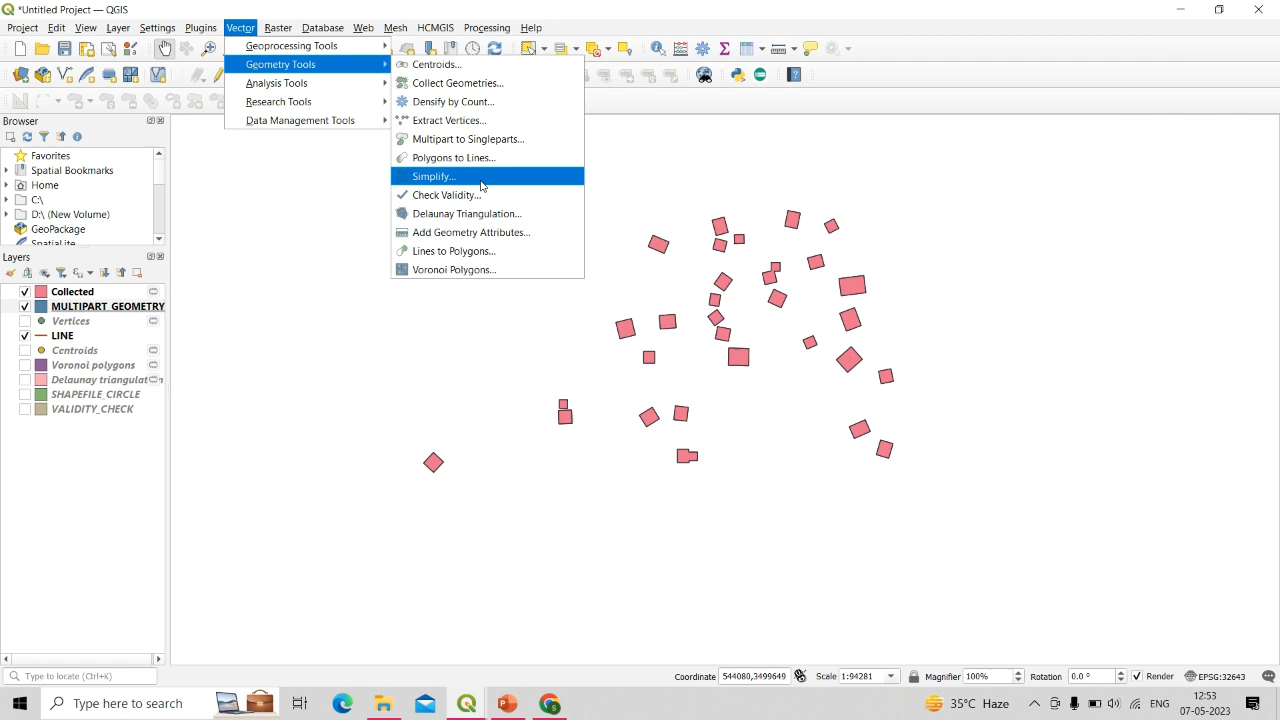 *Untitled Project — QGIS
Project Edit View Layer Settings Plugins Vector Raster Database Web Mesh HCMGIS Processing Help
Geoprocessing Tools
Geometry Tools
Analysis Tools
Research Tools
Data Management Tools
Centroids...
Collect Geometries...
Densify by Count...
Extract Vertices...
Multipart to Singleparts...
Polygons to Lines...
Simplify...
Check Validity...
Delaunay Triangulation...
Add Geometry Attributes...
Lines to Polygons...
Voronoi Polygons...
Browser
Favorites
Spatial Bookmarks
Home
C:\
D:\ (New Volume)
GeoPackage
SpatiaLite
Layers
Collected
MULTIPART_GEOMETRY
Vertices
LINE
Centroids
Voronoi polygons
Delaunay triangulat
SHAPEFILE_CIRCLE
VALIDITY_CHECK
Type to locate (Ctrl+K)
Coordinate 544080,3499649 Scale 1:94281 Magnifier 100% Rotation 0.0 ° Render EPSG:32643
Type here to search
35°C Haze
ENG
12:53
07-05-2023